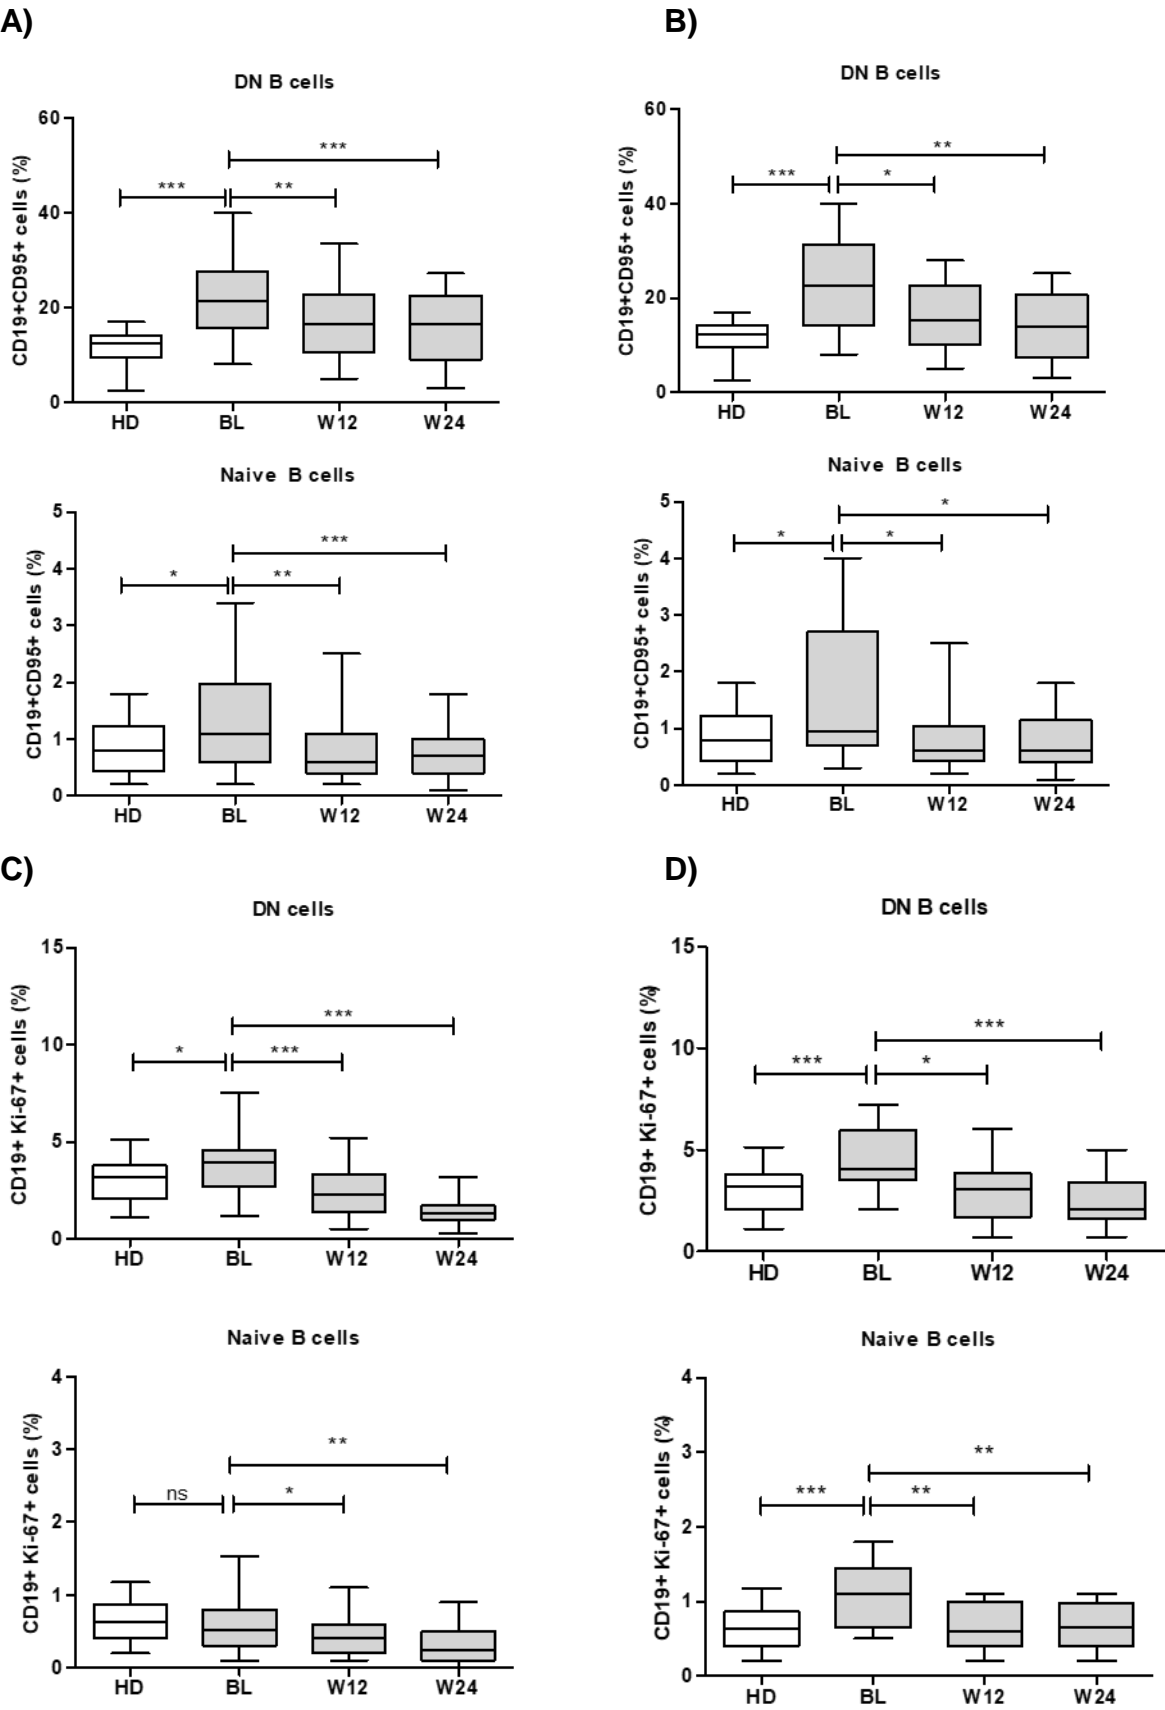 A)
DN B cells
CD19+CD95+ cells (%)
60
40
20
0
***
***
**
HD BL W12 W24
Naive B cells
CD19+CD95+ cells (%)
5
4
3
2
1
0
***
*
**
HD BL W12 W24
B)
DN B cells
CD19+CD95+ cells (%)
60
40
20
0
**
***
*
HD BL W12 W24
Naive B cells
CD19+CD95+ cells (%)
5
4
3
2
1
0
*
*
*
HD BL W12 W24
C)
DN cells
CD19+ Ki-67+ cells (%)
15
10
5
0
***
*
***
HD BL W12 W24
Naive B cells
CD19+ Ki-67+ cells (%)
4
3
2
1
0
**
ns
*
HD BL W12 W24
D)
DN B cells
CD19+ Ki-67+ cells (%)
15
10
5
0
***
***
*
HD BL W12 W24
Naive B cells
CD19+ Ki-67+ cells (%)
4
3
2
1
0
**
***
**
HD BL W12 W24